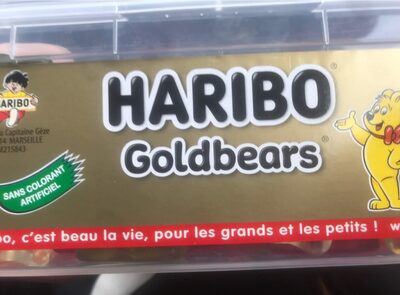 HARIBO
Capitaine Gèze
MARSEILLE
HARIBO
Goldbears
SANS COLORANT
ARTIFICIEL
c'est beau la vie, pour les grands et les petits !